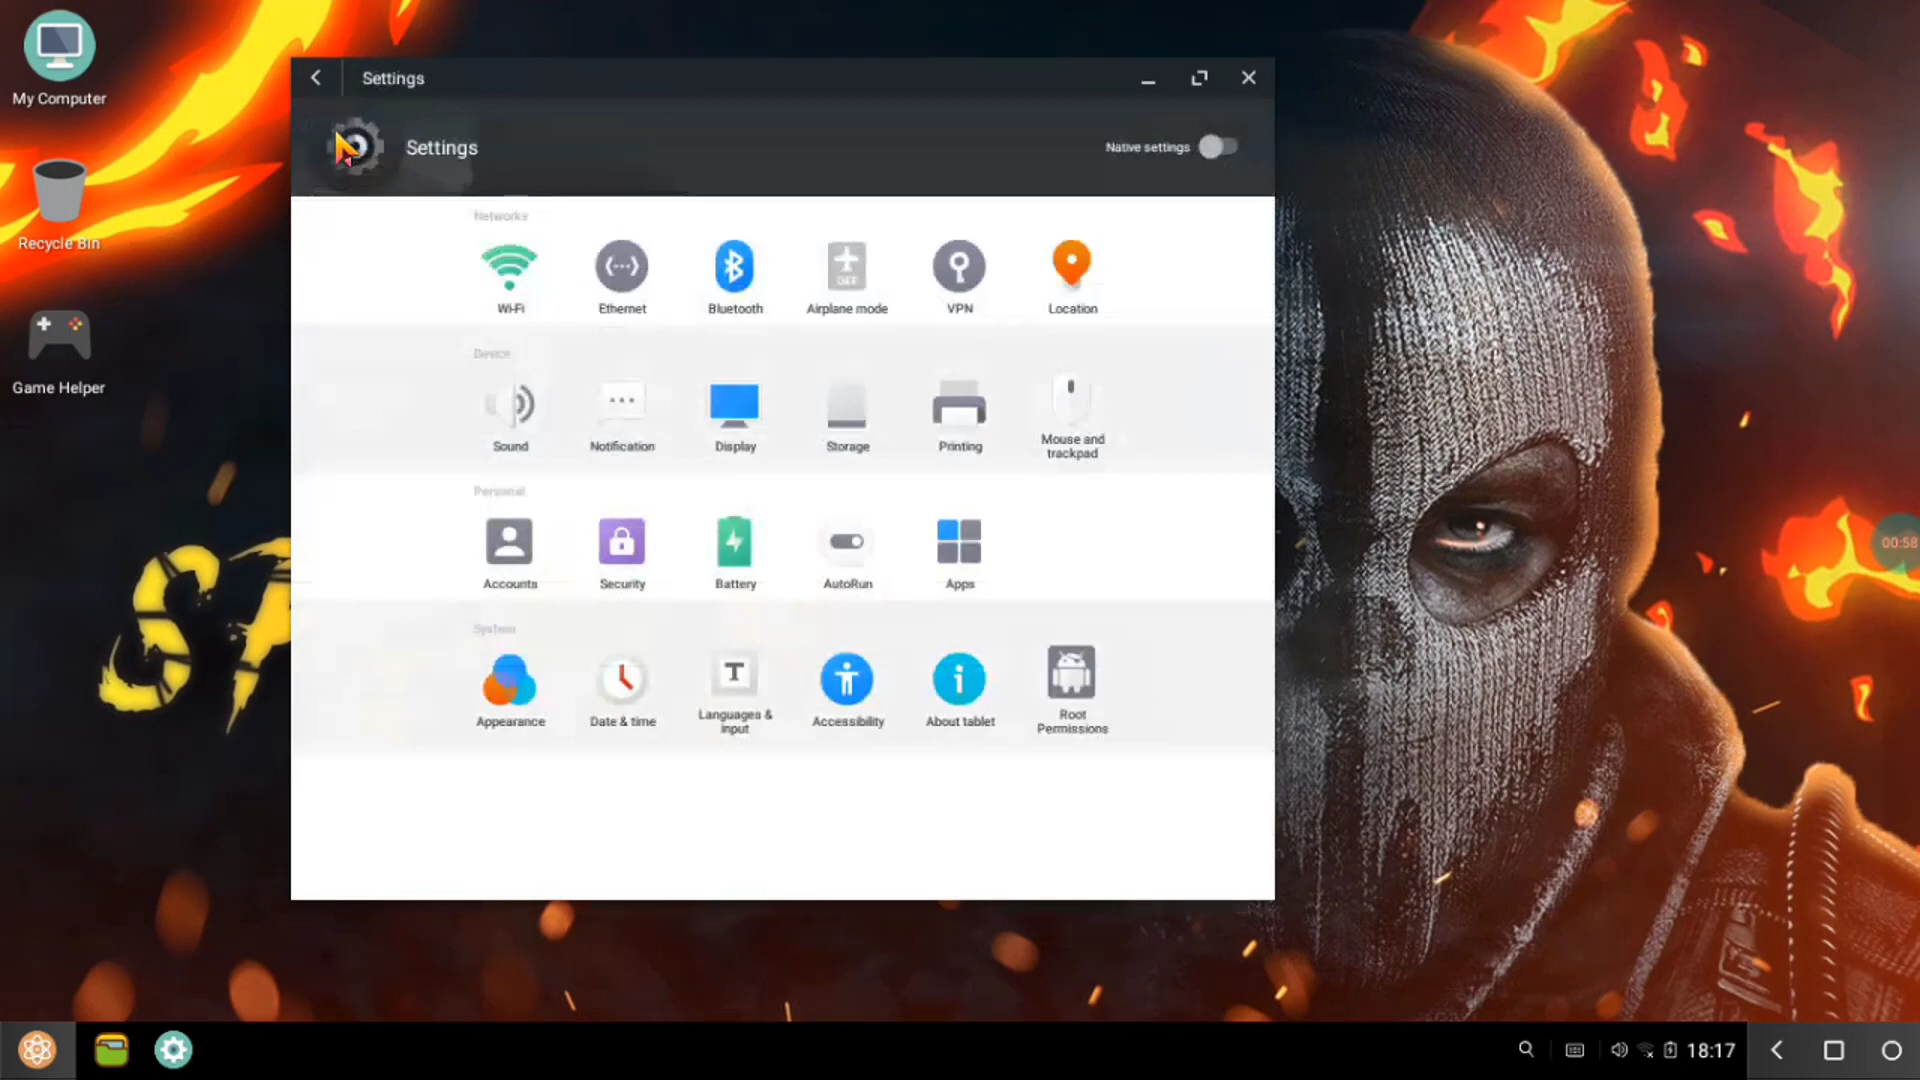 My Computer
Recycle Bin
Game Helper
Settings
Settings
Native settings
Networks
Wi-Fi
Ethernet
Bluetooth
OFF
Airplane mode
VPN
Location
Device
Sound
Notification
Display
Storage
Printing
Mouse and
trackpad
Personal
Accounts
Security
Battery
AutoRun
Apps
System
Appearance
Date & time
T
Languages &
input
Accessibility
i
About tablet
Root
Permissions
00:58
18:17